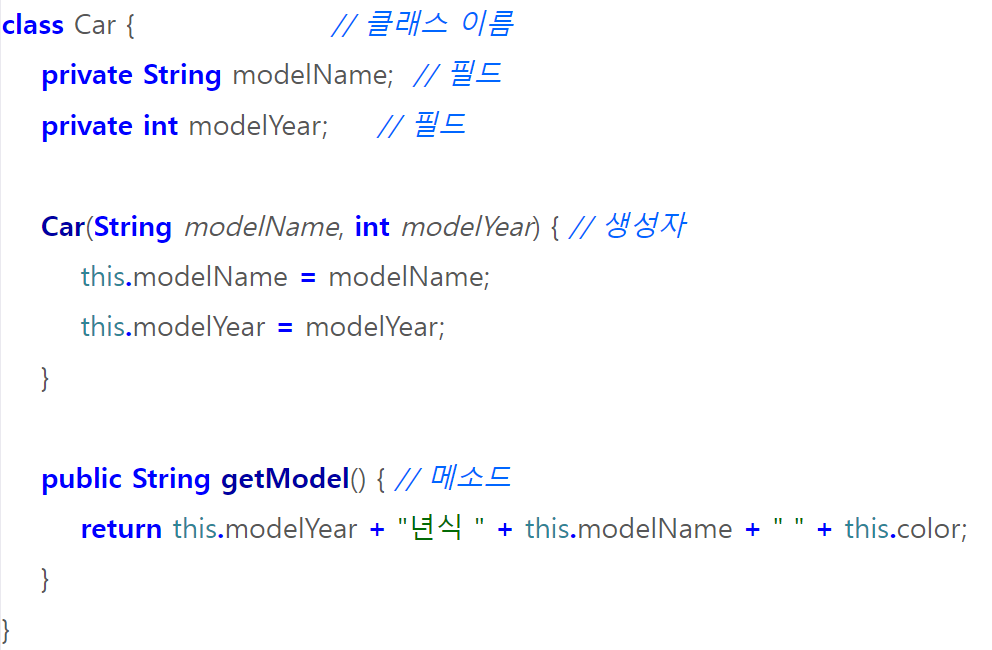 class Car { // 클래스 이름
private String modelName; // 필드
private int modelYear; // 필드
Car(String modelName, int modelYear) { // 생성자
this.modelName = modelName;
this.modelYear = modelYear;
}
public String getModel() { // 메소드
return this.modelYear + "년식 " + this.modelName + " " + this.color;
}
}